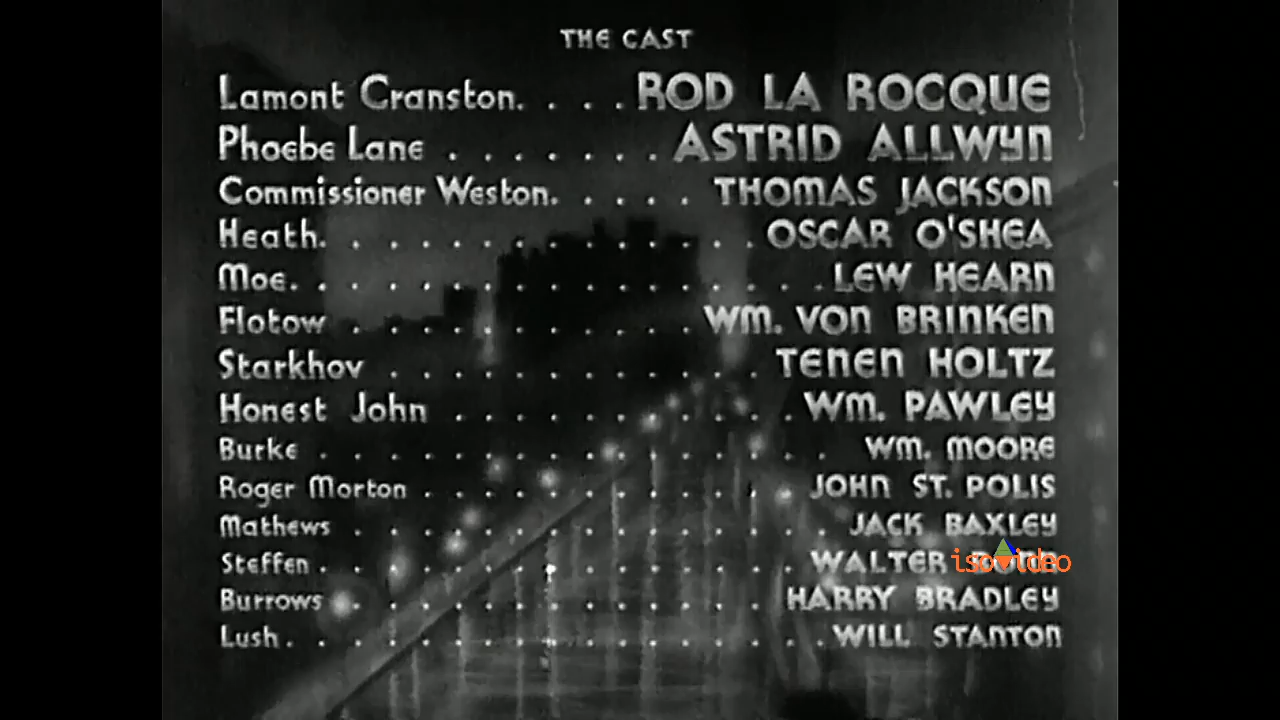 THE CAST
Lamont Cranston. . . . ROD LA ROCQUE
Phoebe Lane . . . . . . . ASTRID ALLWYN
Commissioner Weston. . . . . THOMAS JACKSON
Heath. . . . . . . . . . . . . . OSCAR O'SHEA
Moe. . . . . . . . . . . . . . . . . LEW HEARN
Flotow . . . . . . . . . . . WM. VON BRINKEN
Starkhov . . . . . . . . . . . . TENEN HOLTZ
Honest John . . . . . . . . . . . WM. PAWLEY
Burke . . . . . . . . . . . . . . . . WM. MOORE
Roger Morton . . . . . . . . . . . . JOHN ST. POLIS
Mathews . . . . . . . . . . . . . . . JACK BAXLEY
Steffen . . . . . . . . . . . . . . . . WALTER
isovideo
Burrows . . . . . . . . . . . . . HARRY BRADLEY
Lush . . . . . . . . . . . . . . . . . WILL STANTON